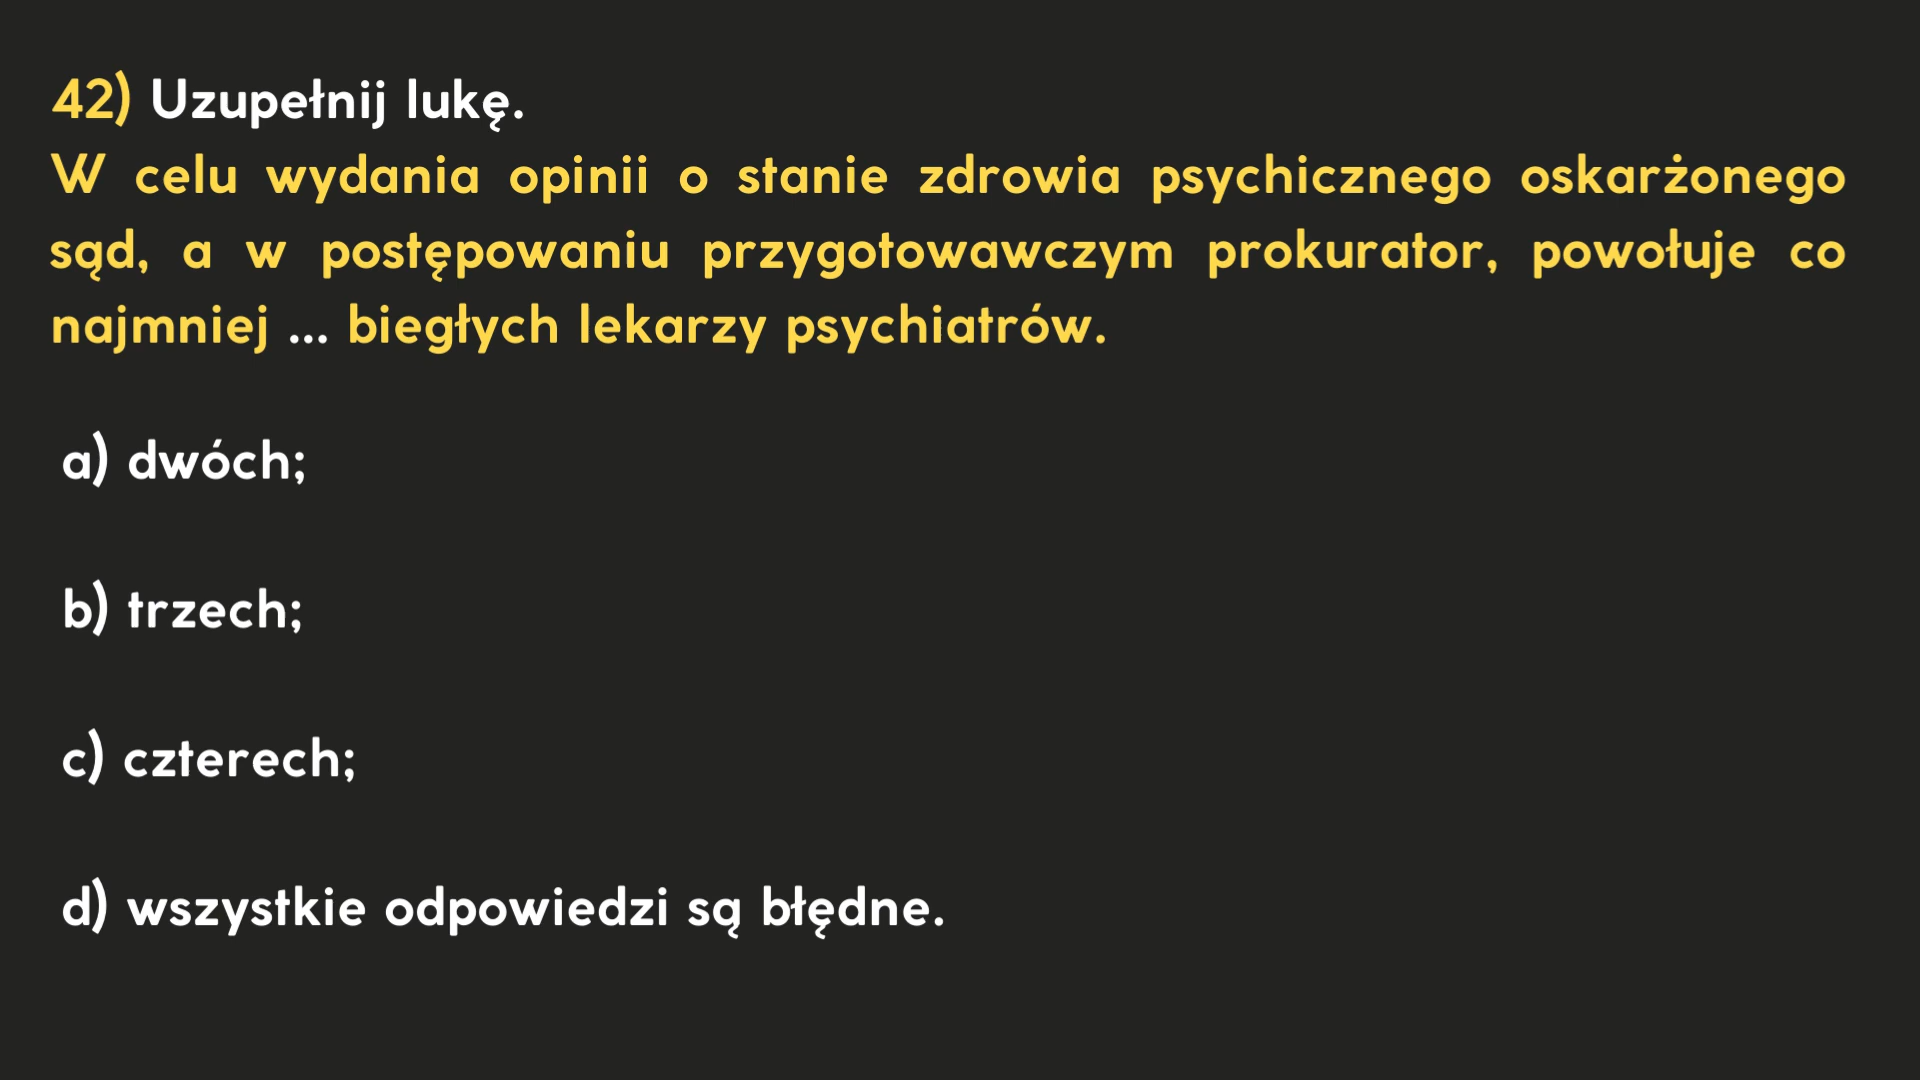 42) Uzupełnij lukę.
W celu wydania opinii o stanie zdrowia psychicznego oskarżonego
sąd, a w postępowaniu przygotowawczym prokurator, powołuje co
najmniej ... biegłych lekarzy psychiatrów.
a) dwóch;
b) trzech;
c) czterech;
d) wszystkie odpowiedzi są błędne.